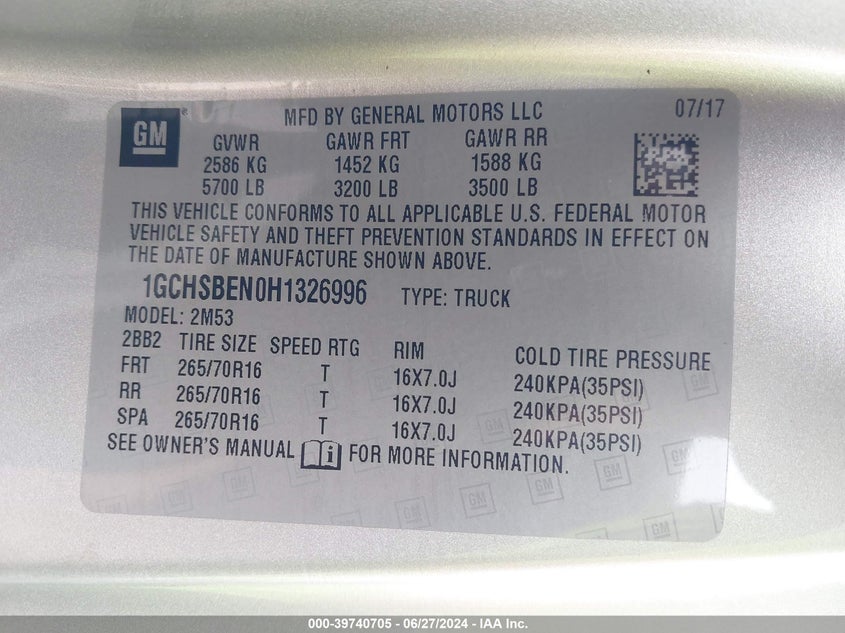 GM ® MFD BY GENERAL MOTORS LLC 07/17
GVWR GAWR FRT GAWR RR
2586 KG 1452 KG 1588 KG
5700 LB 3200 LB 3500 LB
THIS VEHICLE CONFORMS TO ALL APPLICABLE U.S. FEDERAL MOTOR
VEHICLE SAFETY AND THEFT PREVENTION STANDARDS IN EFFECT ON
THE DATE OF MANUFACTURE SHOWN ABOVE.
1GCHSBEN0H1326996 TYPE: TRUCK
MODEL: 2M53
2BB2 TIRE SIZE SPEED RTG RIM COLD TIRE PRESSURE
FRT 265/70R16 T 16X7.0J 240KPA(35PSI)
RR 265/70R16 T 16X7.0J 240KPA(35PSI)
SPA 265/70R16 T 16X7.0J 240KPA(35PSI)
SEE OWNER'S MANUAL i FOR MORE INFORMATION.
000-39740705 - 06/27/2024 - IAA Inc.